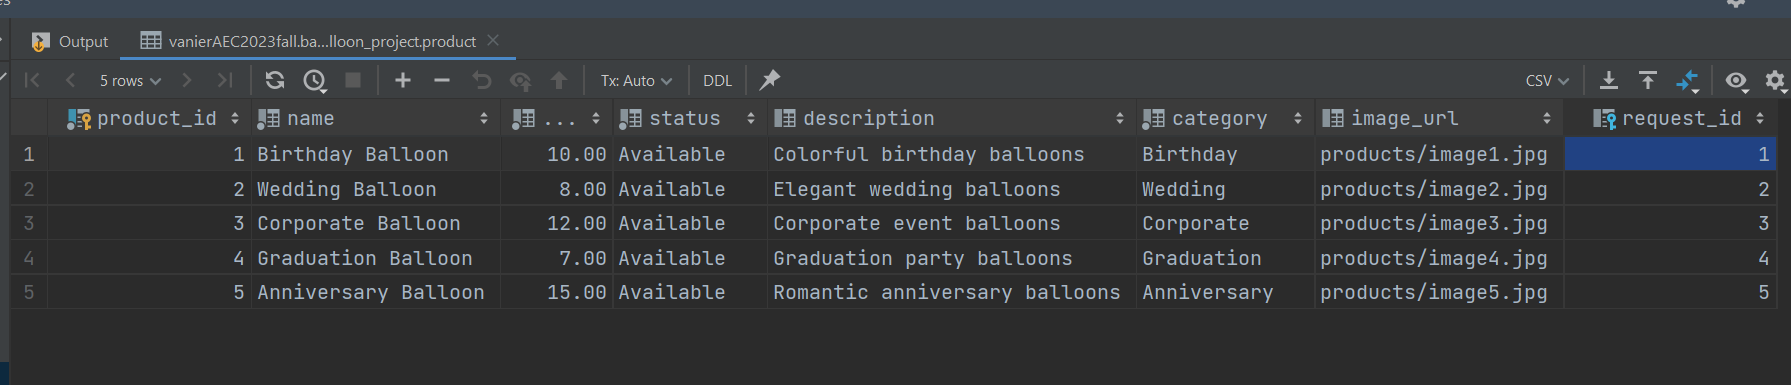 Output vanierAEC2023fall.ba...lloon_project.product
5 rows Tx: Auto DDL CSV
product_id name ... status description category image_url request_id
1 1 Birthday Balloon 10.00 Available Colorful birthday balloons Birthday products/image1.jpg 1
2 2 Wedding Balloon 8.00 Available Elegant wedding balloons Wedding products/image2.jpg 2
3 3 Corporate Balloon 12.00 Available Corporate event balloons Corporate products/image3.jpg 3
4 4 Graduation Balloon 7.00 Available Graduation party balloons Graduation products/image4.jpg 4
5 5 Anniversary Balloon 15.00 Available Romantic anniversary balloons Anniversary products/image5.jpg 5